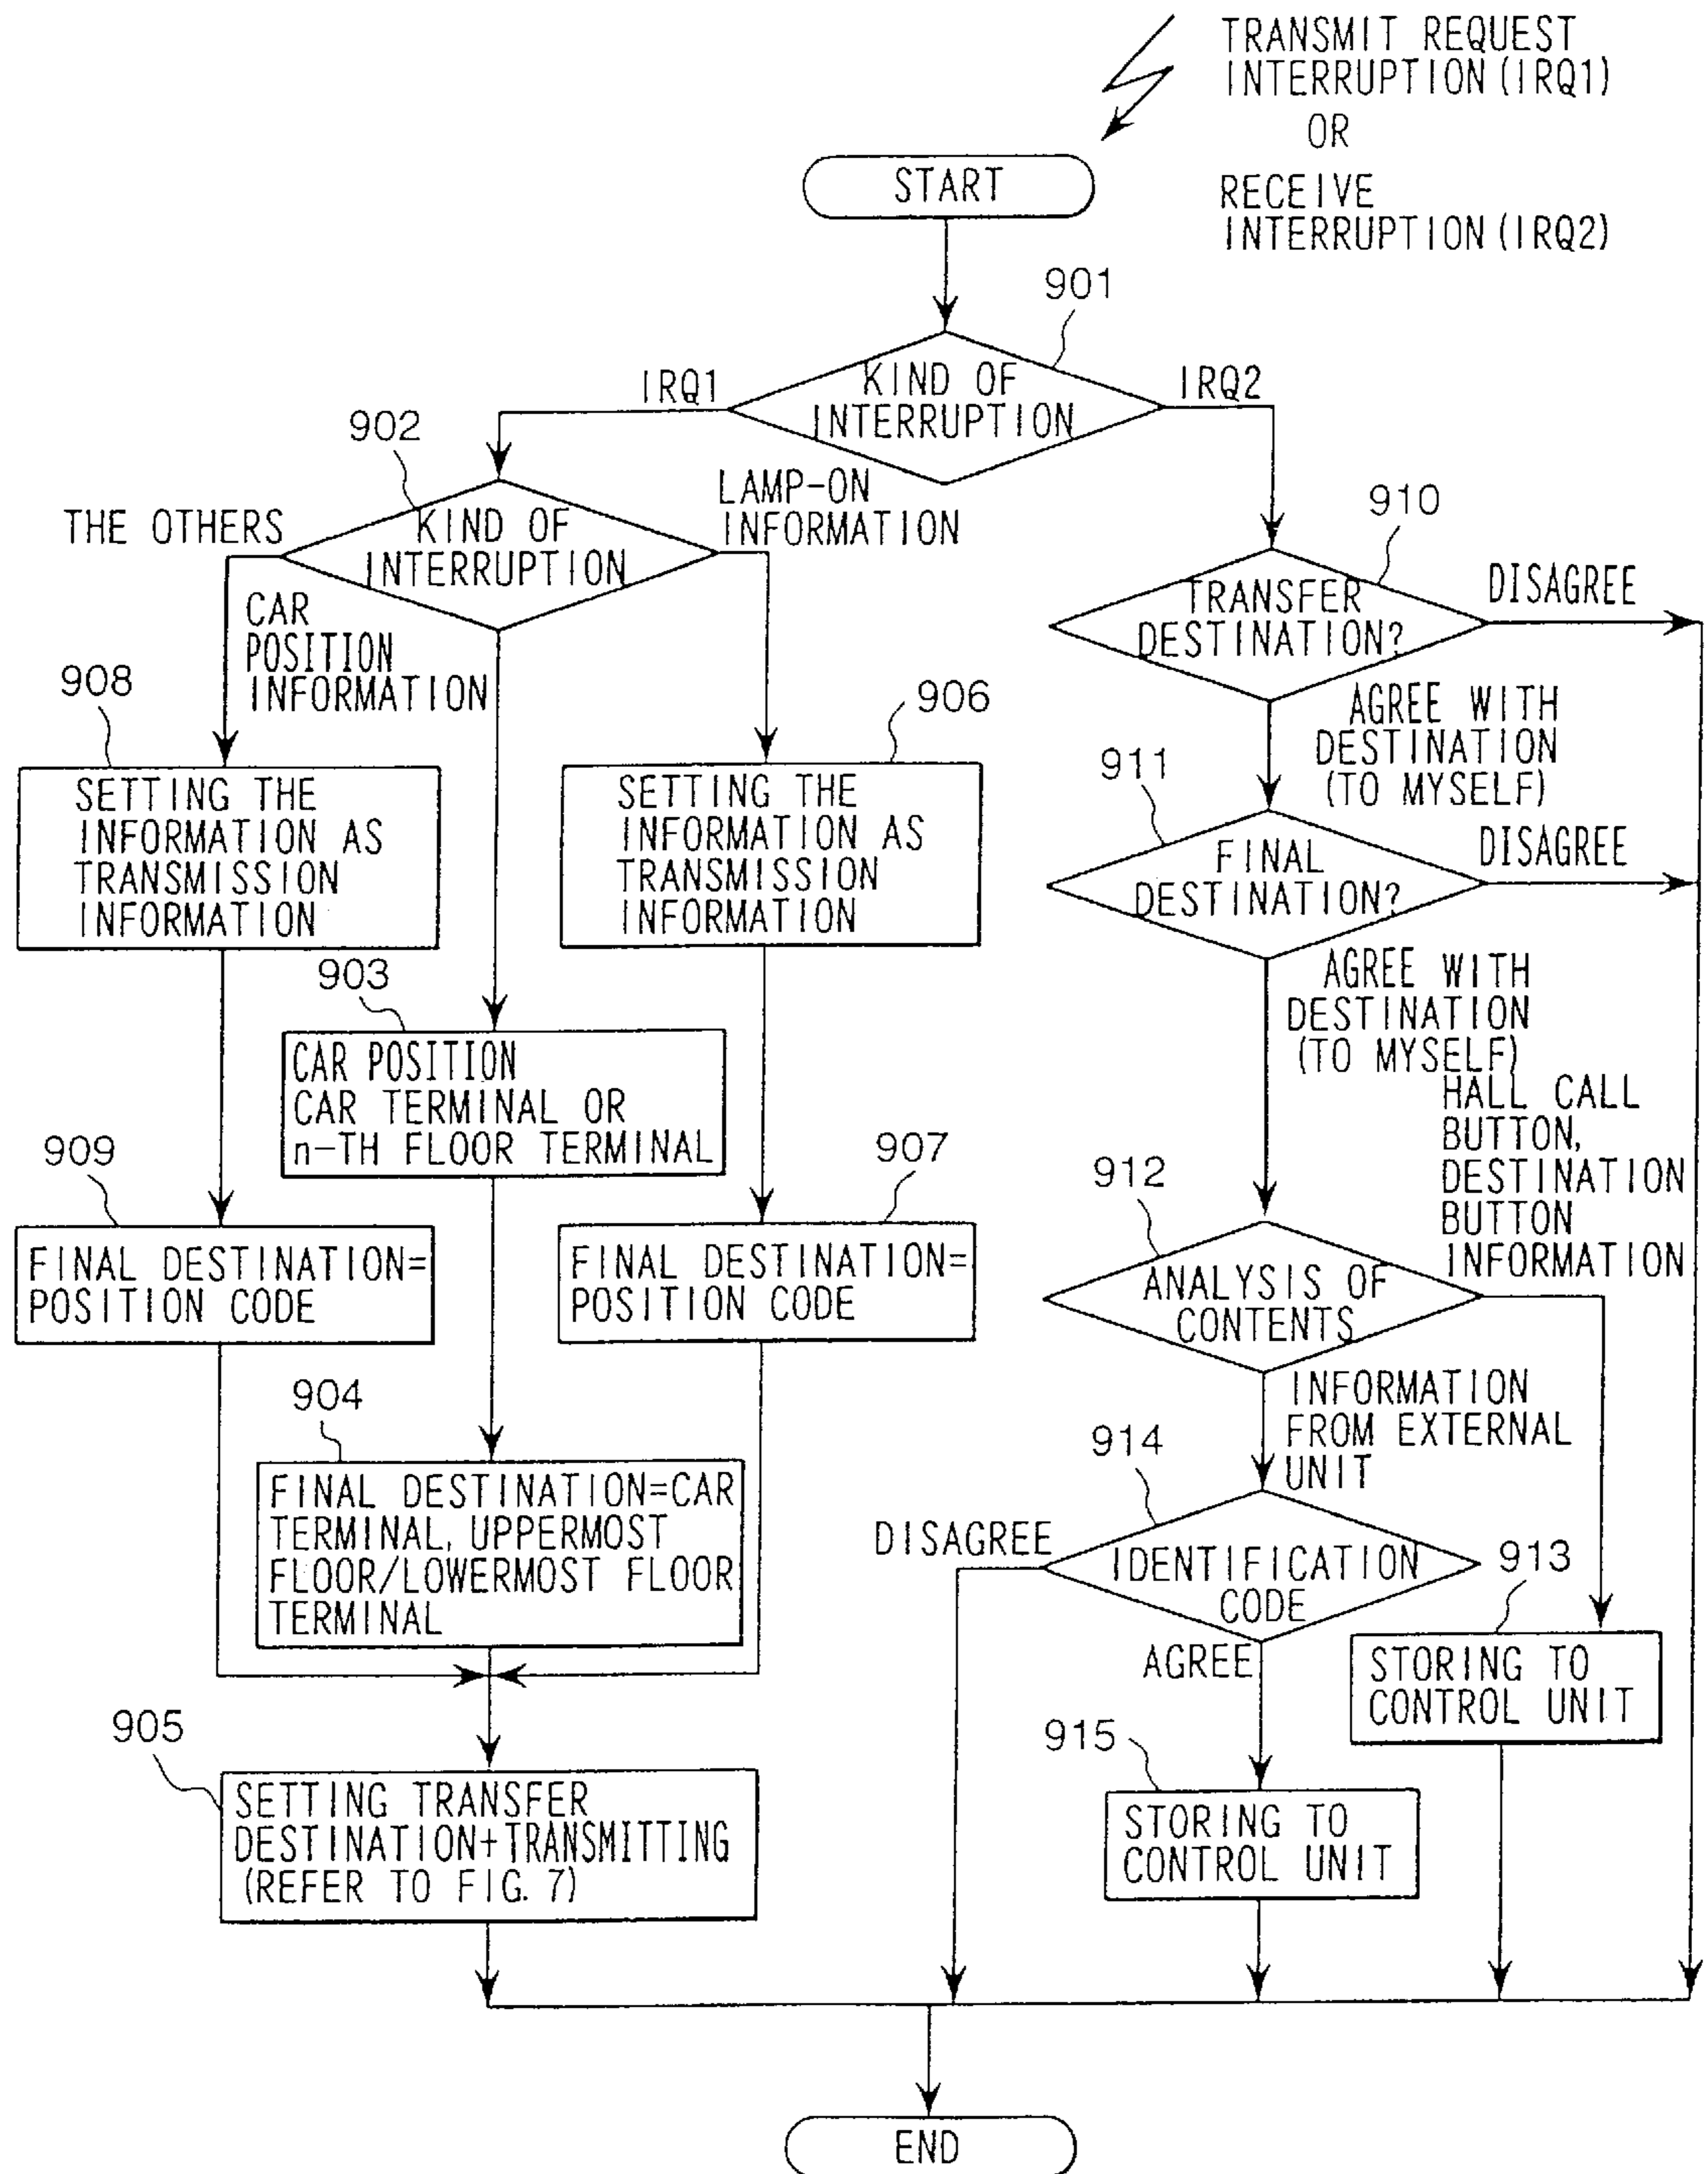 TRANSMIT REQUEST
INTERRUPTION (IRQ1)
OR
RECEIVE
INTERRUPTION (IRQ2)
START
901
IRQ1
KIND OF
INTERRUPTION
IRQ2
902
THE OTHERS
KIND OF
INTERRUPTION
LAMP-ON
INFORMATION
910
TRANSFER
DESTINATION?
DISAGREE
CAR
POSITION
INFORMATION
908
SETTING THE
INFORMATION AS
TRANSMISSION
INFORMATION
906
SETTING THE
INFORMATION AS
TRANSMISSION
INFORMATION
AGREE WITH
DESTINATION
(TO MYSELF)
911
FINAL
DESTINATION?
DISAGREE
903
CAR POSITION
CAR TERMINAL OR
n-TH FLOOR TERMINAL
AGREE WITH
DESTINATION
(TO MYSELF)
HALL CALL
BUTTON,
DESTINATION
BUTTON
INFORMATION
909
FINAL DESTINATION=
POSITION CODE
907
FINAL DESTINATION=
POSITION CODE
912
ANALYSIS OF
CONTENTS
904
FINAL DESTINATION=CAR
TERMINAL, UPPERMOST
FLOOR/LOWERMOST FLOOR
TERMINAL
INFORMATION
FROM EXTERNAL
UNIT
914
DISAGREE
IDENTIFICATION
CODE
AGREE
913
STORING TO
CONTROL UNIT
905
SETTING TRANSFER
DESTINATION+TRANSMITTING
(REFER TO FIG. 7)
915
STORING TO
CONTROL UNIT
END